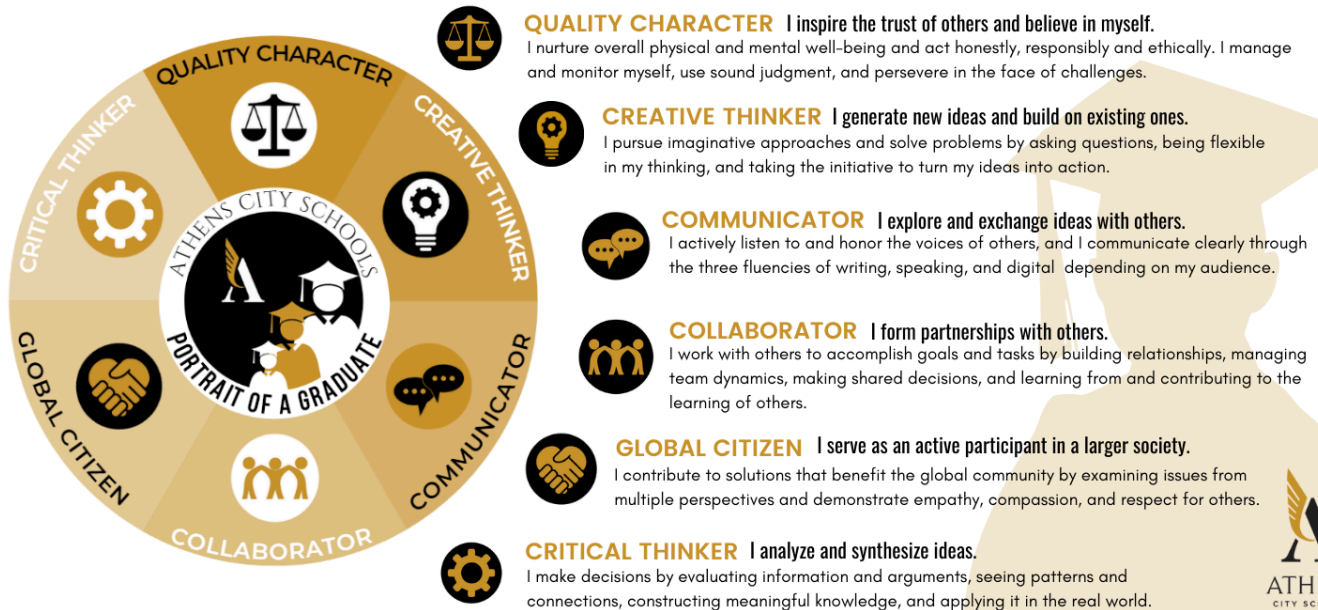 QUALITY CHARACTER
CREATIVE THINKER
COMMUNICATOR
COLLABORATOR
GLOBAL CITIZEN
CRITICAL THINKER
ATHENS CITY SCHOOLS
A
PORTRAIT OF A GRADUATE
QUALITY CHARACTER I inspire the trust of others and believe in myself.
I nurture overall physical and mental well-being and act honestly, responsibly and ethically. I manage
and monitor myself, use sound judgment, and persevere in the face of challenges.
CREATIVE THINKER I generate new ideas and build on existing ones.
I pursue imaginative approaches and solve problems by asking questions, being flexible
in my thinking, and taking the initiative to turn my ideas into action.
COMMUNICATOR I explore and exchange ideas with others.
I actively listen to and honor the voices of others, and I communicate clearly through
the three fluencies of writing, speaking, and digital depending on my audience.
COLLABORATOR I form partnerships with others.
I work with others to accomplish goals and tasks by building relationships, managing
team dynamics, making shared decisions, and learning from and contributing to the
learning of others.
GLOBAL CITIZEN I serve as an active participant in a larger society.
I contribute to solutions that benefit the global community by examining issues from
multiple perspectives and demonstrate empathy, compassion, and respect for others.
CRITICAL THINKER I analyze and synthesize ideas.
I make decisions by evaluating information and arguments, seeing patterns and
connections, constructing meaningful knowledge, and applying it in the real world.
CITY